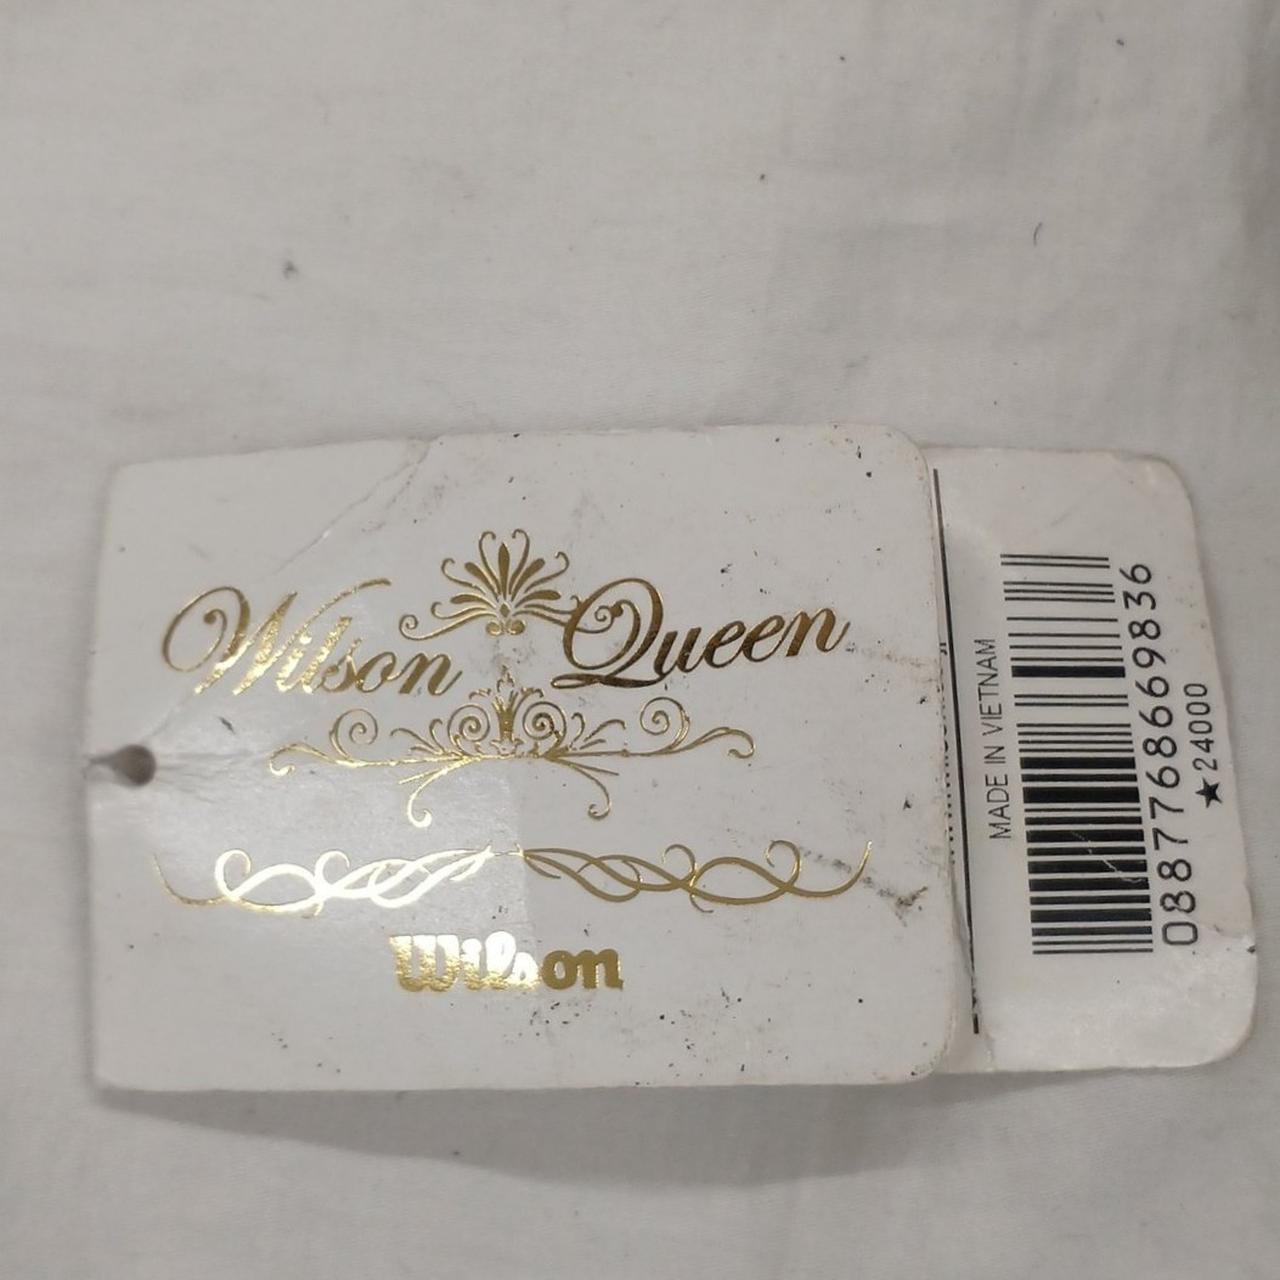 Wilson Queen
Wilson
MADE IN VIETNAM
0887768669836
★24000